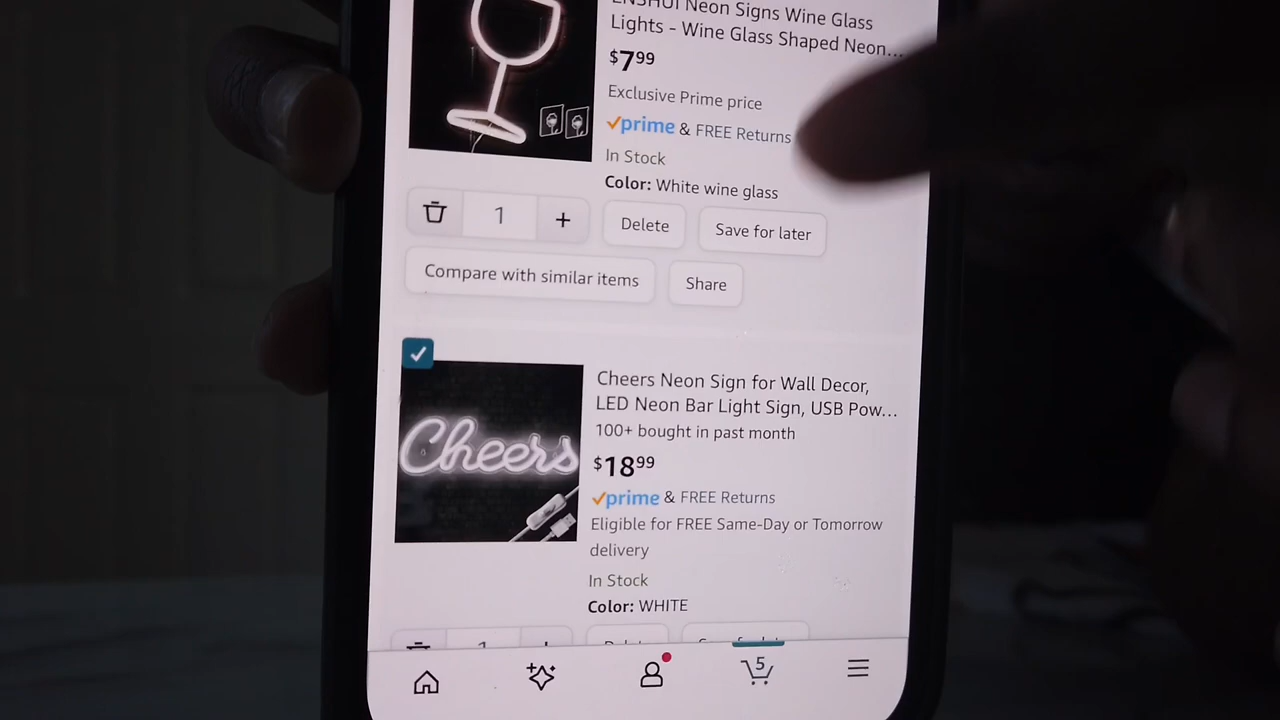 ENSHUI Neon Signs Wine Glass
Lights - Wine Glass Shaped Neon...
$7.99
Exclusive Prime price
prime & FREE Returns
In Stock
Color: White wine glass
1
Delete
Save for later
Compare with similar items
Share
Cheers
Cheers Neon Sign for Wall Decor,
LED Neon Bar Light Sign, USB Pow...
100+ bought in past month
$18.99
prime & FREE Returns
Eligible for FREE Same-Day or Tomorrow
delivery
In Stock
Color: WHITE
5